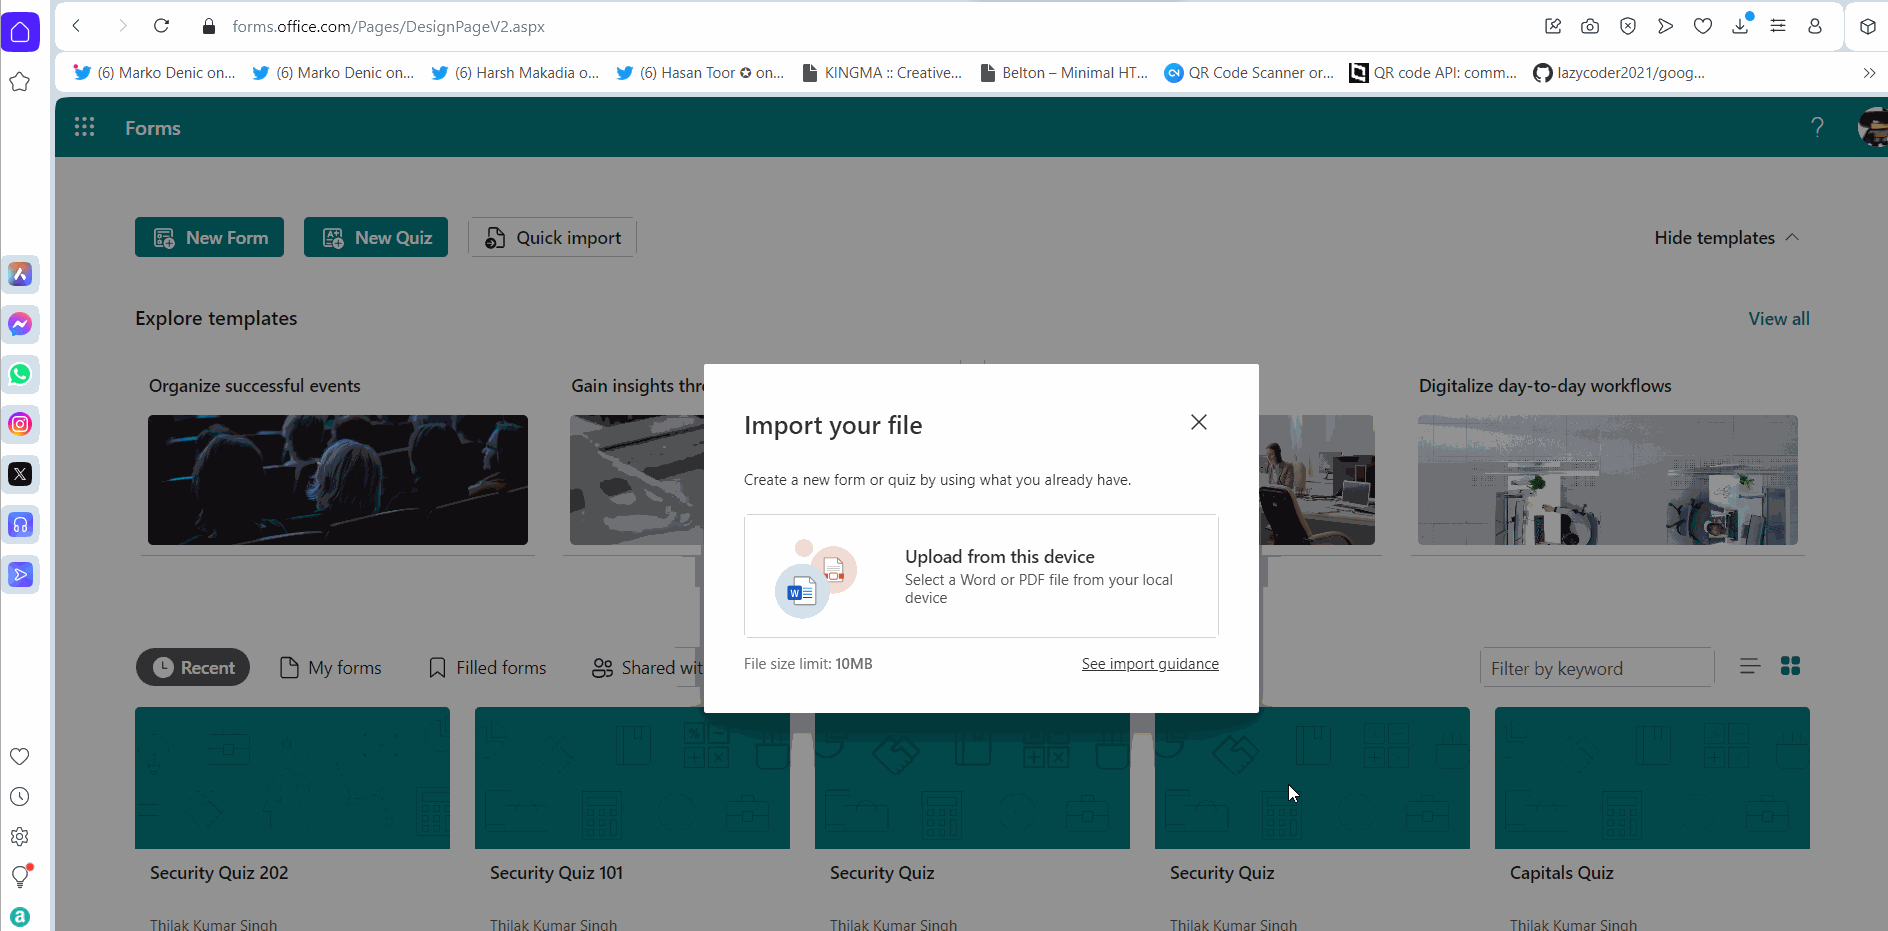 forms.office.com/Pages/DesignPageV2.aspx
(6) Marko Denic on...
(6) Marko Denic on...
(6) Harsh Makadia o...
(6) Hasan Toor ✪ on...
KINGMA :: Creative...
Belton – Minimal HT...
QR Code Scanner or...
QR code API: comm...
lazycoder2021/goog...
Forms
New Form
New Quiz
Quick import
Hide templates
Explore templates
View all
Organize successful events
Gain insights thr
Digitalize day-to-day workflows
Import your file
Create a new form or quiz by using what you already have.
Upload from this device
Select a Word or PDF file from your local
device
File size limit: 10MB
See import guidance
Recent
My forms
Filled forms
Shared wit
Filter by keyword
Security Quiz 202
Security Quiz 101
Security Quiz
Security Quiz
Capitals Quiz
Thilak Kumar Singh
Thilak Kumar Singh
Thilak Kumar Singh
Thilak Kumar Singh
Thilak Kumar Singh